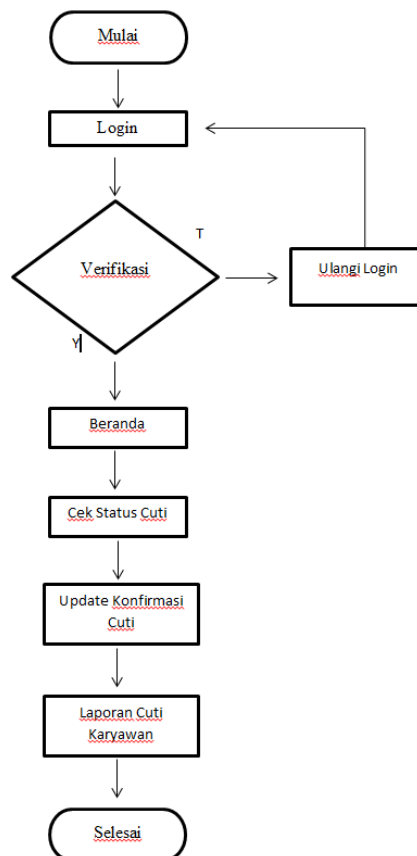 Mulai
Login
T
Verifikasi
Ulangi Login
Y
Beranda
Cek Status Cuti
Update Konfirmasi
Cuti
Laporan Cuti
Karyawan
Selesai